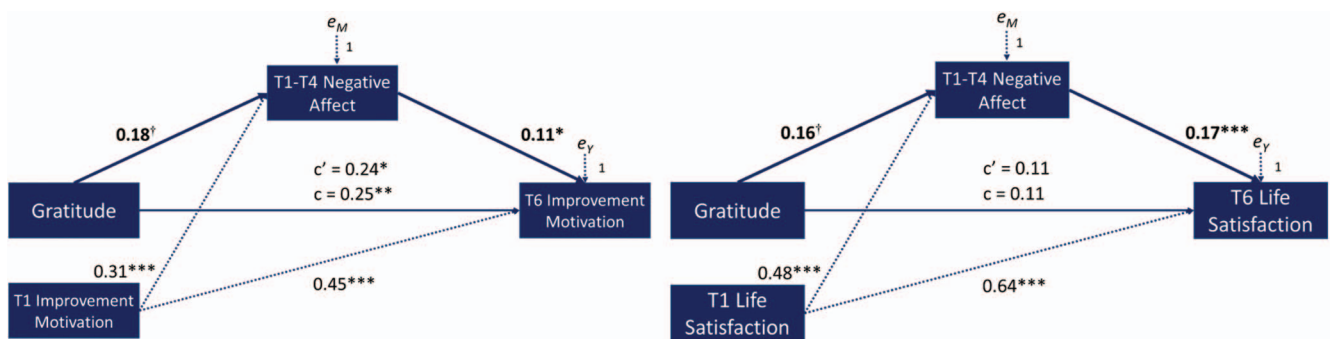 e_M
1
T1-T4 Negative
Affect
0.18†
0.11*
e_Y
1
c' = 0.24*
c = 0.25**
Gratitude
T6 Improvement
Motivation
0.31***
0.45***
T1 Improvement
Motivation
e_M
1
T1-T4 Negative
Affect
0.16†
0.17***
e_Y
1
c' = 0.11
c = 0.11
Gratitude
T6 Life
Satisfaction
0.48***
0.64***
T1 Life
Satisfaction